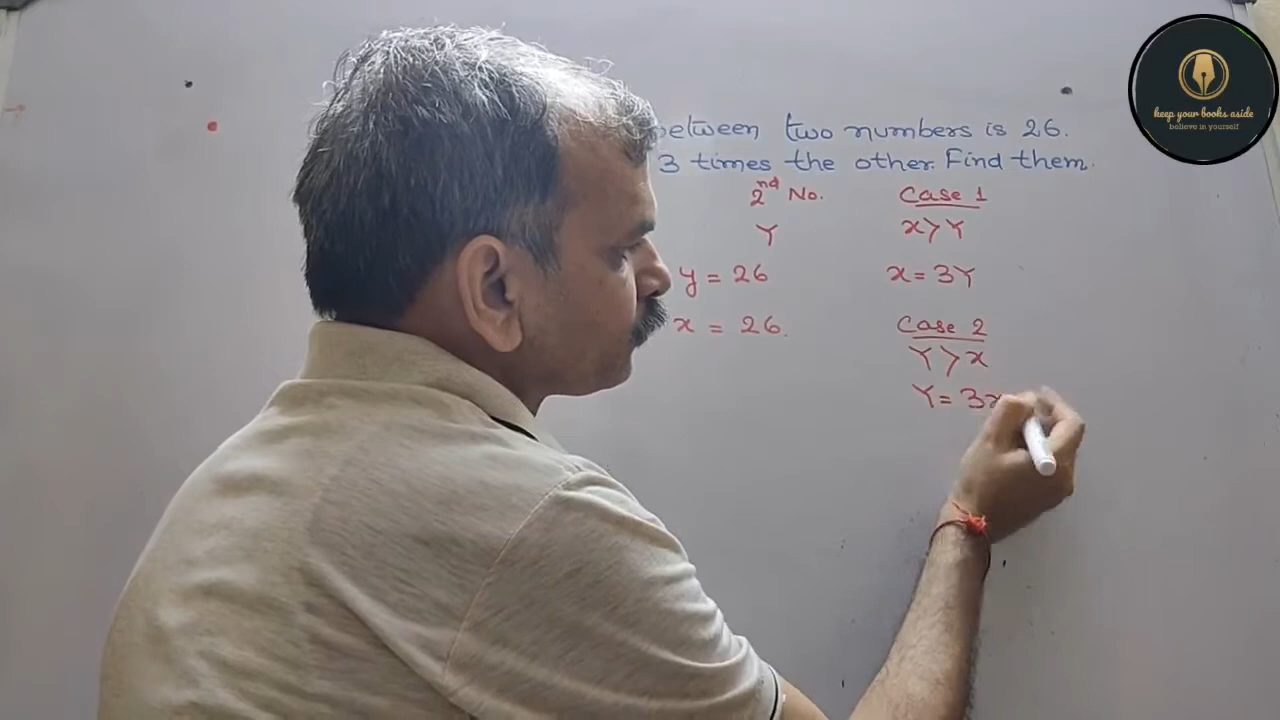 between two numbers is 26.
3 times the other. Find them.
2nd No.
Y
y = 26
x = 26.
Case 1
x > Y
x = 3Y
Case 2
Y > x
Y = 3x
keep your books aside
believe in yourself